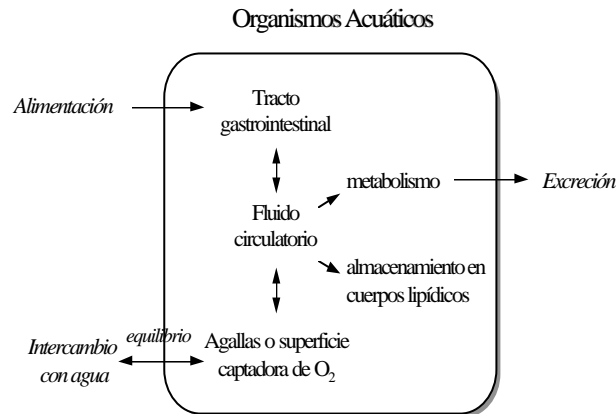 Organismos Acuáticos
Alimentación
Tracto
gastrointestinal
metabolismo
Excreción
Fluido
circulatorio
almacenamiento en
cuerpos lipídicos
equilibrio
Intercambio
con agua
Agallas o superficie
captadora de O₂